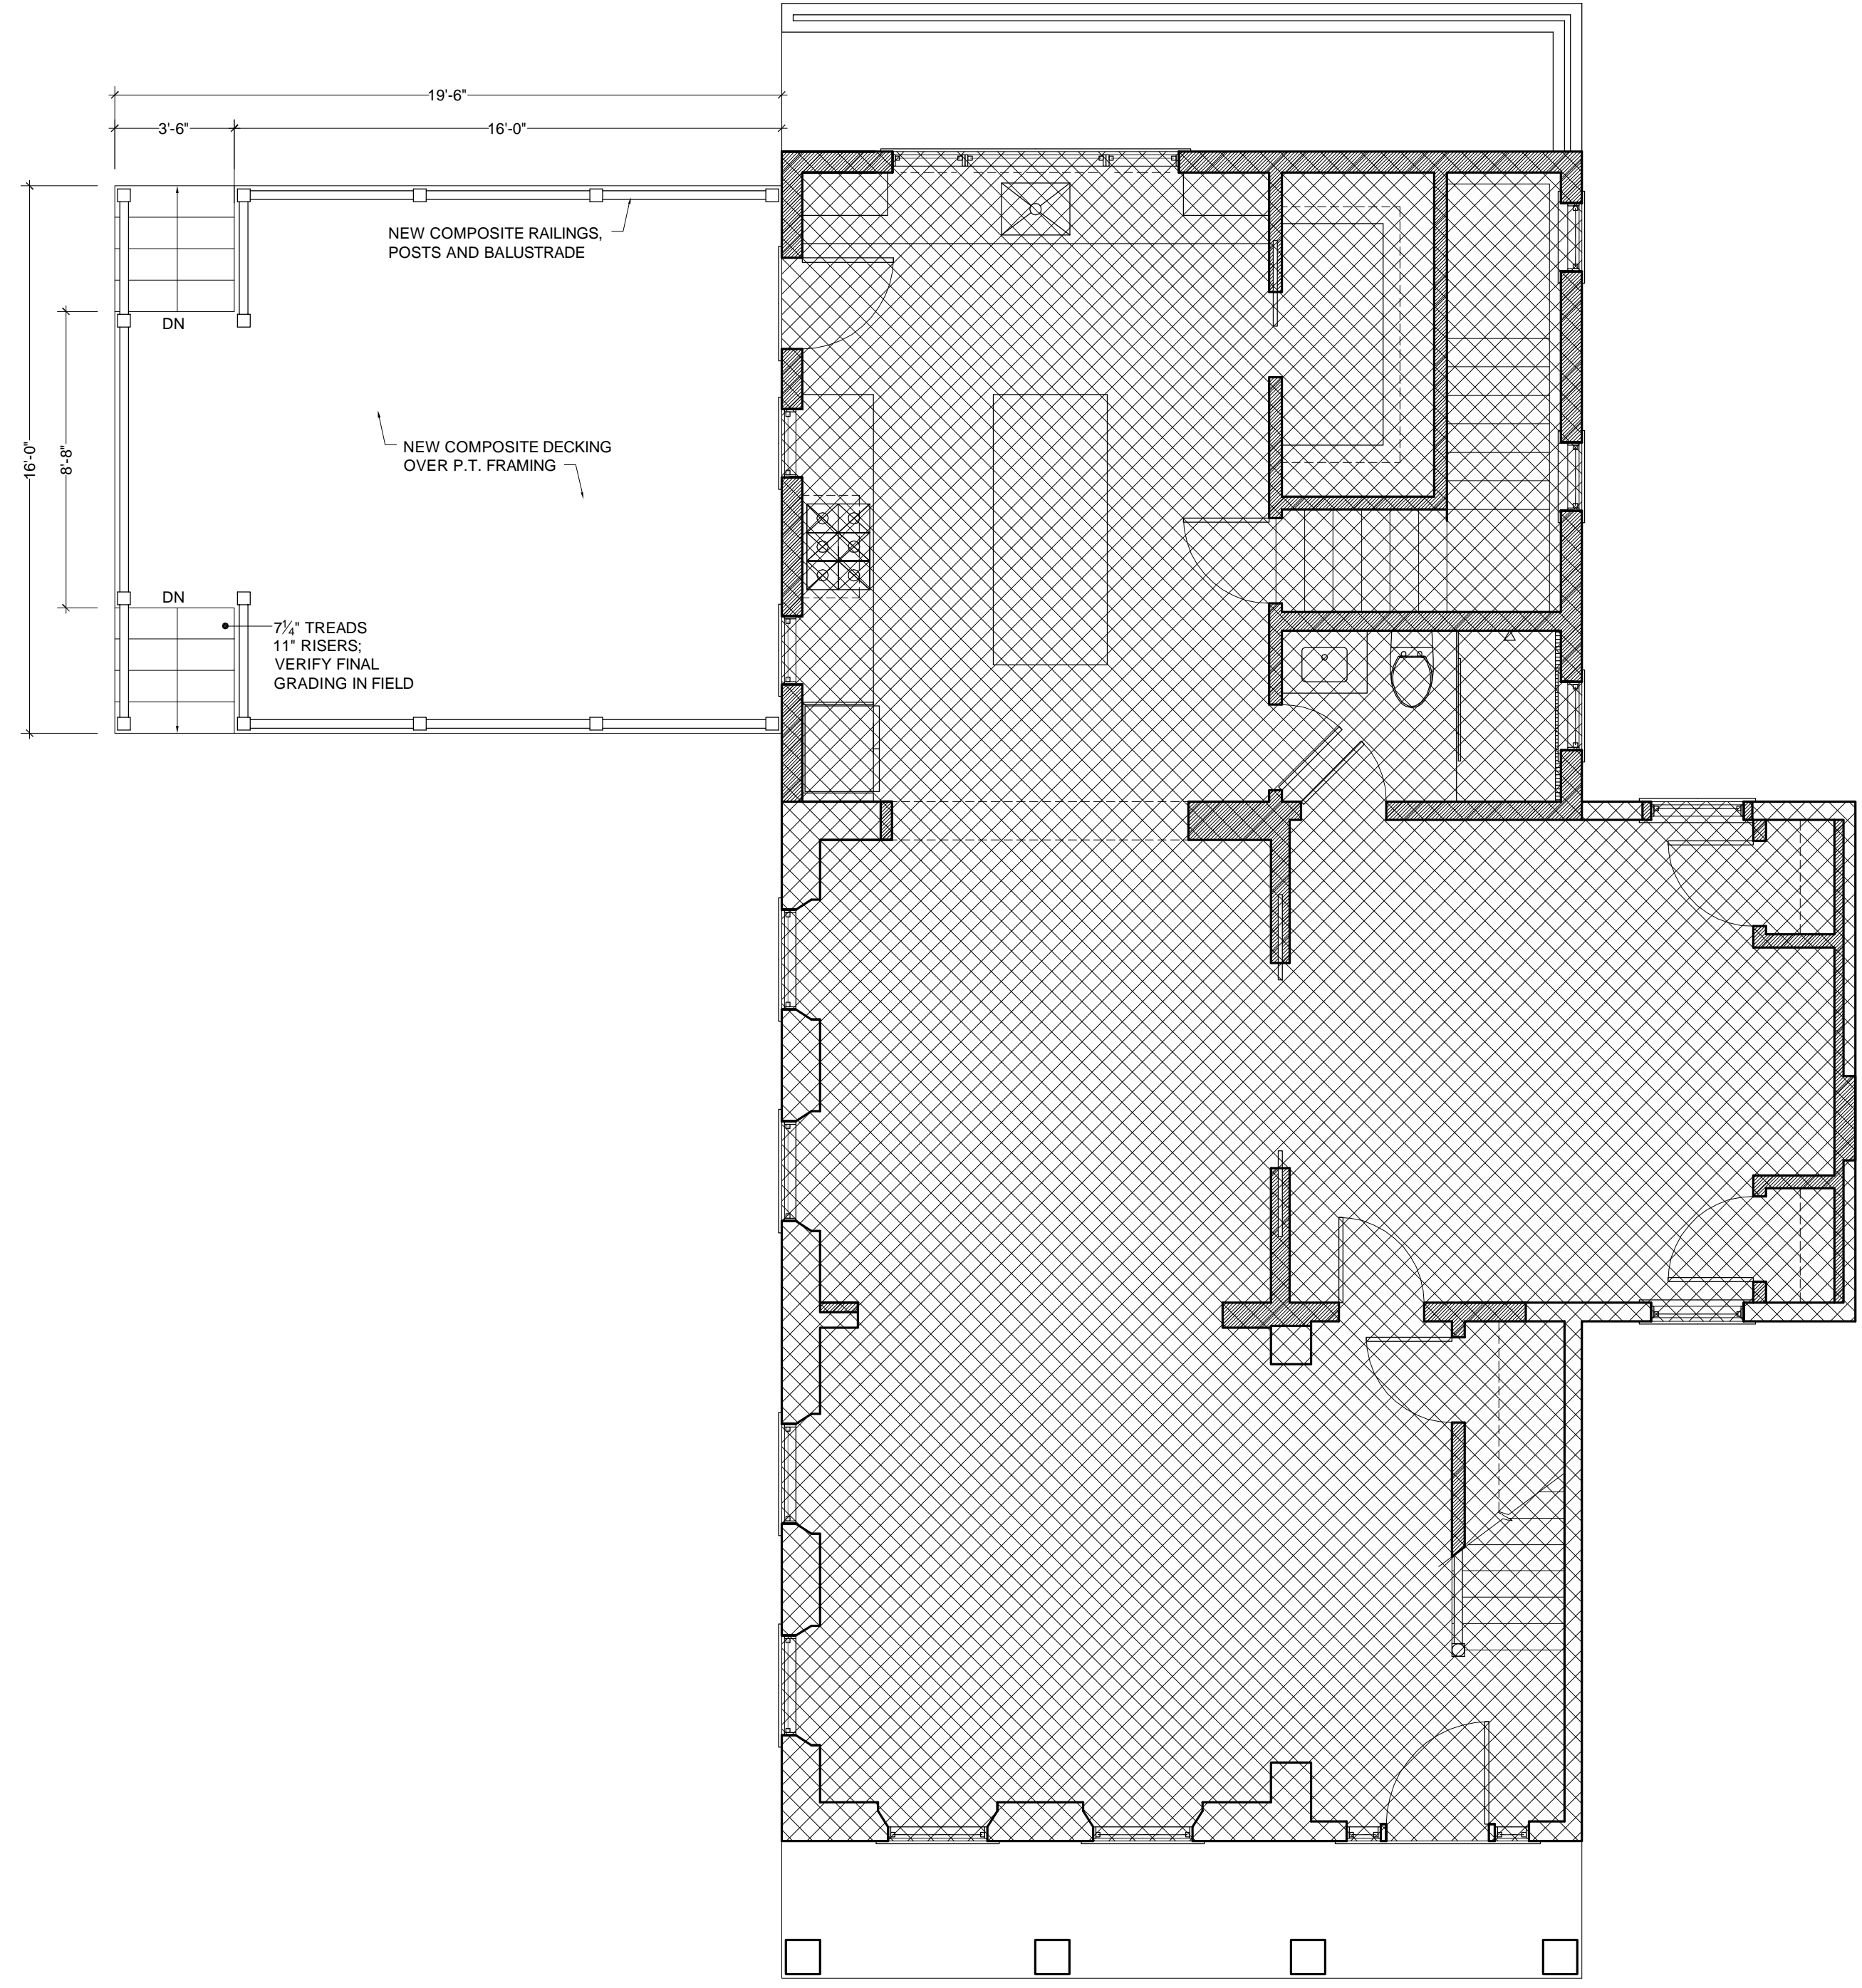 19'-6"
3'-6"
16'-0"
NEW COMPOSITE RAILINGS,
POSTS AND BALUSTRADE
DN
16'-0"
8'-8"
NEW COMPOSITE DECKING
OVER P.T. FRAMING
DN
7¼" TREADS
11" RISERS;
VERIFY FINAL
GRADING IN FIELD